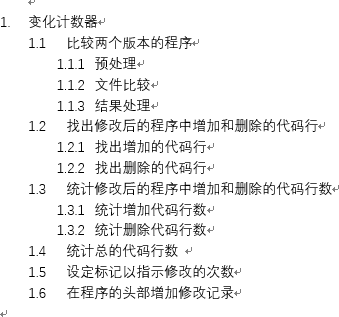 1. 变化计数器
1.1 比较两个版本的程序
1.1.1 预处理
1.1.2 文件比较
1.1.3 结果处理
1.2 找出修改后的程序中增加和删除的代码行
1.2.1 找出增加的代码行
1.2.2 找出删除的代码行
1.3 统计修改后的程序中增加和删除的代码行数
1.3.1 统计增加代码行数
1.3.2 统计删除代码行数
1.4 统计总的代码行数
1.5 设定标记以指示修改的次数
1.6 在程序的头部增加修改记录